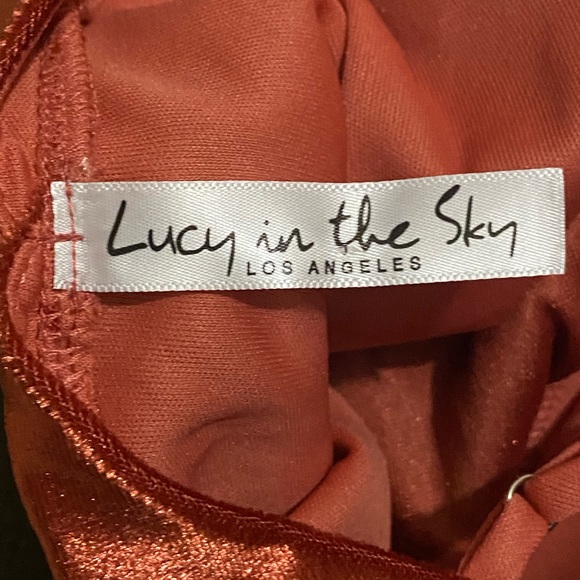 Lucy in the Sky
LOS ANGELES